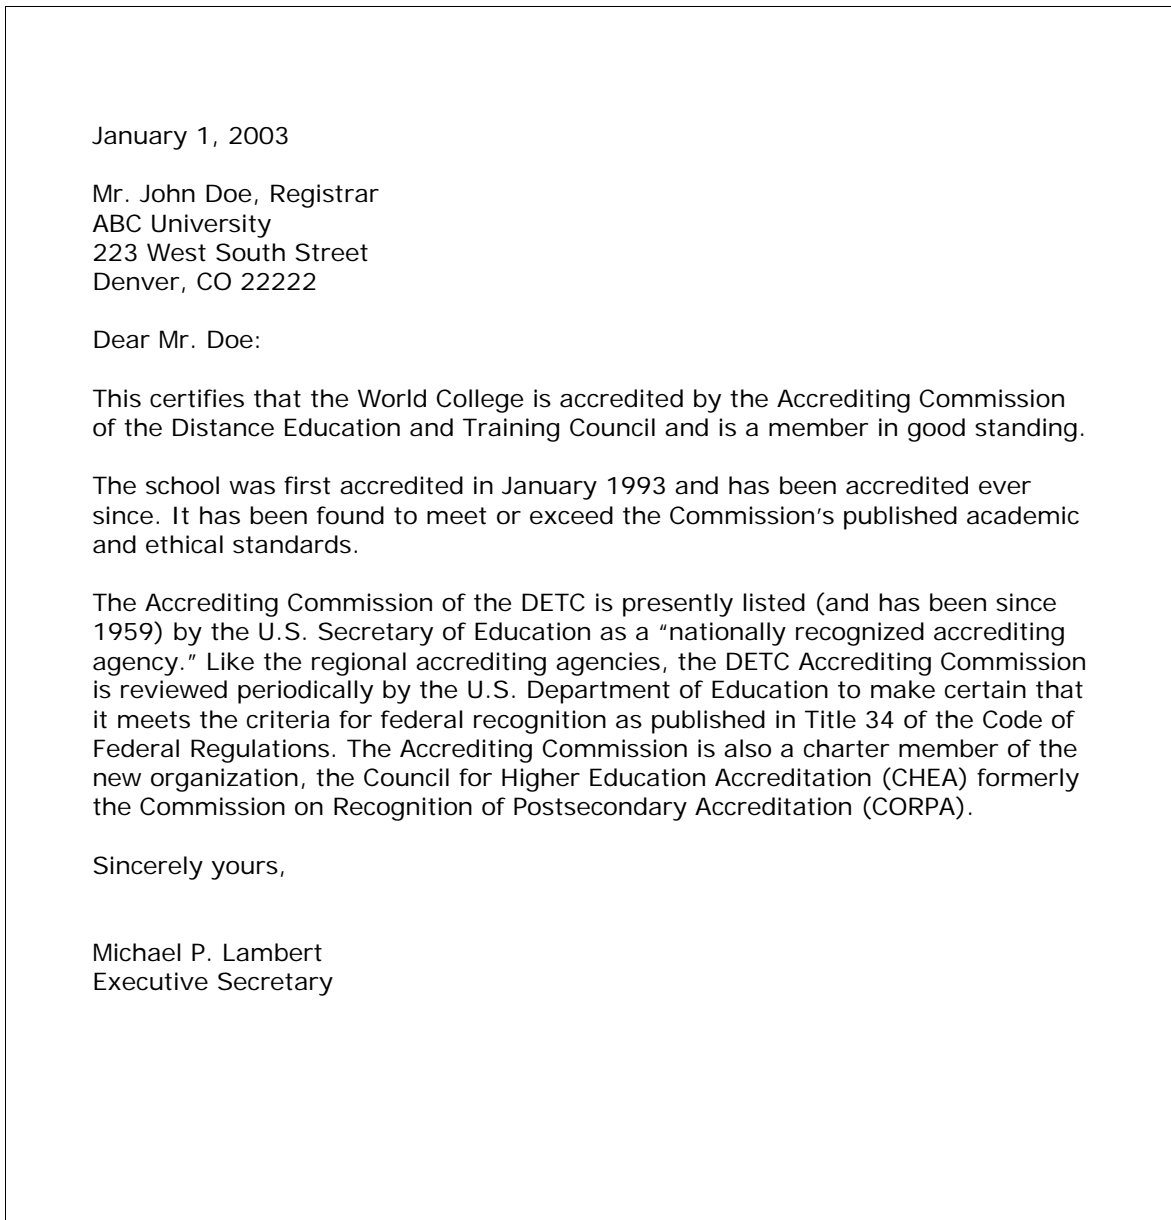 January 1, 2003
Mr. John Doe, Registrar
ABC University
223 West South Street
Denver, CO 22222
Dear Mr. Doe:
This certifies that the World College is accredited by the Accrediting Commission
of the Distance Education and Training Council and is a member in good standing.
The school was first accredited in January 1993 and has been accredited ever
since. It has been found to meet or exceed the Commission’s published academic
and ethical standards.
The Accrediting Commission of the DETC is presently listed (and has been since
1959) by the U.S. Secretary of Education as a “nationally recognized accrediting
agency.” Like the regional accrediting agencies, the DETC Accrediting Commission
is reviewed periodically by the U.S. Department of Education to make certain that
it meets the criteria for federal recognition as published in Title 34 of the Code of
Federal Regulations. The Accrediting Commission is also a charter member of the
new organization, the Council for Higher Education Accreditation (CHEA) formerly
the Commission on Recognition of Postsecondary Accreditation (CORPA).
Sincerely yours,
Michael P. Lambert
Executive Secretary